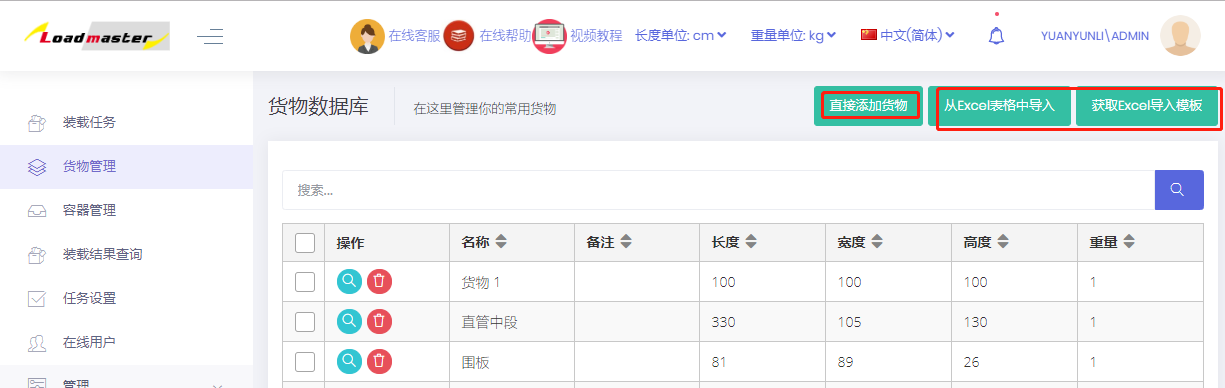 Loadmaster 在线客服 在线帮助 视频教程 长度单位: cm 重量单位: kg 中文(简体) YUANYUNLI\ADMIN
货物数据库 在这里管理你的常用货物 直接添加货物 从Excel表格中导入 获取Excel导入模板
装载任务
货物管理
容器管理
装载结果查询
任务设置
在线用户
管理
搜索...
操作 名称 备注 长度 宽度 高度 重量
货物 1 100 100 100 1
直管中段 330 105 130 1
围板 81 89 26 1